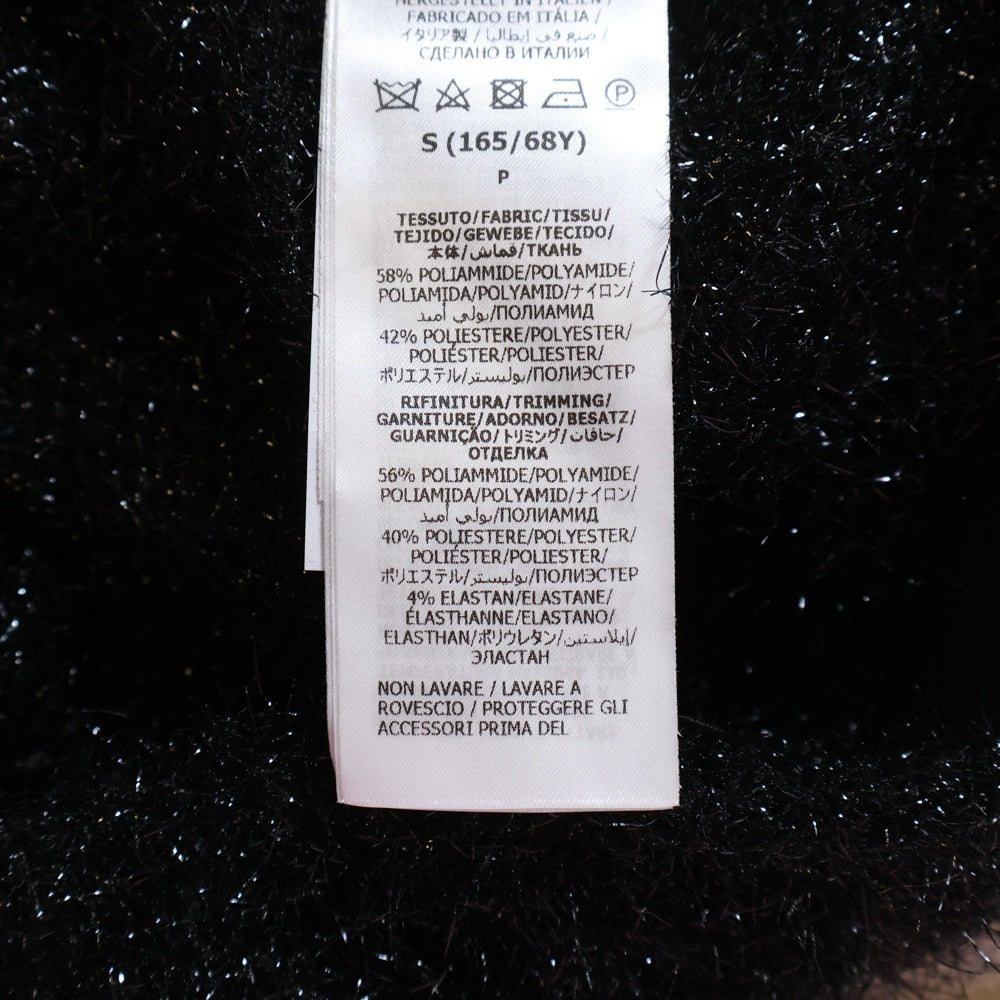 HERGESTELLT IN ITALIEN /
FABRICADO EM ITÁLIA /
イタリア製 / صنع في إيطاليا /
СДЕЛАНО В ИТАЛИИ
P
S (165/68Y)
P
TESSUTO/FABRIC/TISSU/
TEJIDO/GEWEBE/TECIDO/
本体/قماش/ТКАНЬ
58% POLIAMMIDE/POLYAMIDE/
POLIAMIDA/POLYAMID/ナイロン/
بولي أميد/ПОЛИАМИД
42% POLIESTERE/POLYESTER/
POLIÉSTER/POLIESTER/
ポリエステル/بوليستر/ПОЛИЭСТЕР
RIFINITURA/TRIMMING/
GARNITURE/ADORNO/BESATZ/
GUARNIÇÃO/トリミング/حافات/
ОТДЕЛКА
56% POLIAMMIDE/POLYAMIDE/
POLIAMIDA/POLYAMID/ナイロン/
بولي أميد/ПОЛИАМИД
40% POLIESTERE/POLYESTER/
POLIÉSTER/POLIESTER/
ポリエステル/بوليستر/ПОЛИЭСТЕР
4% ELASTAN/ELASTANE/
ÉLASTHANNE/ELASTANO/
ELASTHAN/ポリウレタン/إيلاستين/
ЭЛАСТАН
NON LAVARE / LAVARE A
ROVESCIO / PROTEGGERE GLI
ACCESSORI PRIMA DEL